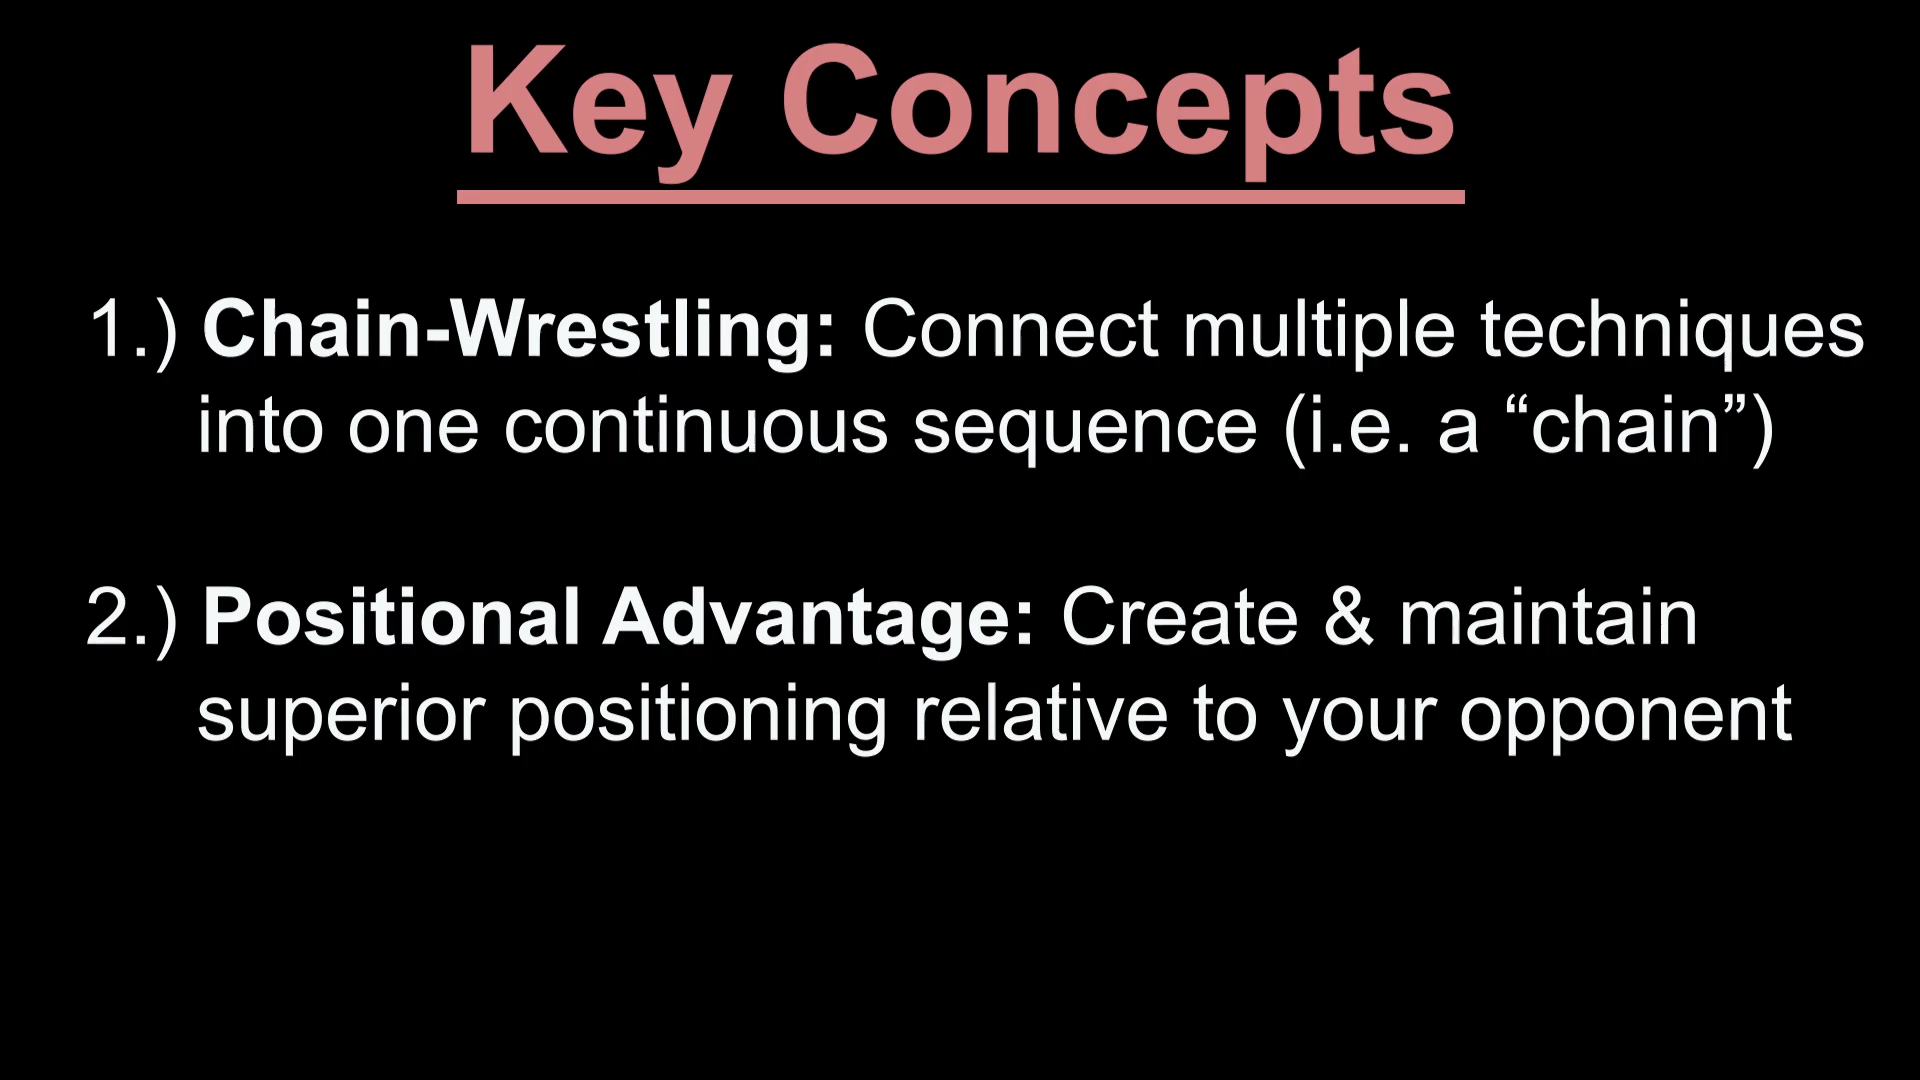 Key Concepts
1.) Chain-Wrestling: Connect multiple techniques
into one continuous sequence (i.e. a “chain”)
2.) Positional Advantage: Create & maintain
superior positioning relative to your opponent